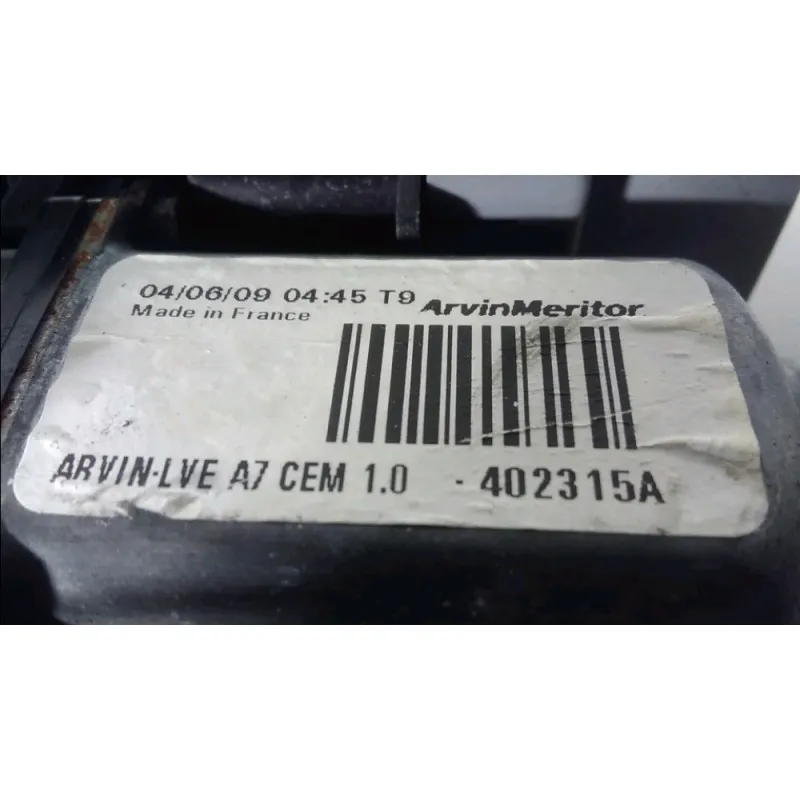 04/06/09 04:45 T9 ArvinMeritor
Made in France
ARVIN-LVE A7 CEM 1.0 - 402315A